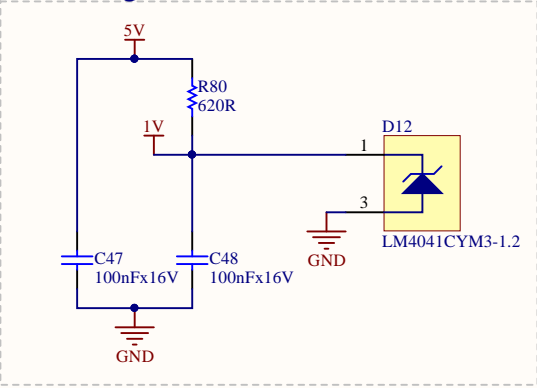 5V
R80
620R
1V
D12
1
3
LM4041CYM3-1.2
GND
C47
100nFx16V
C48
100nFx16V
GND